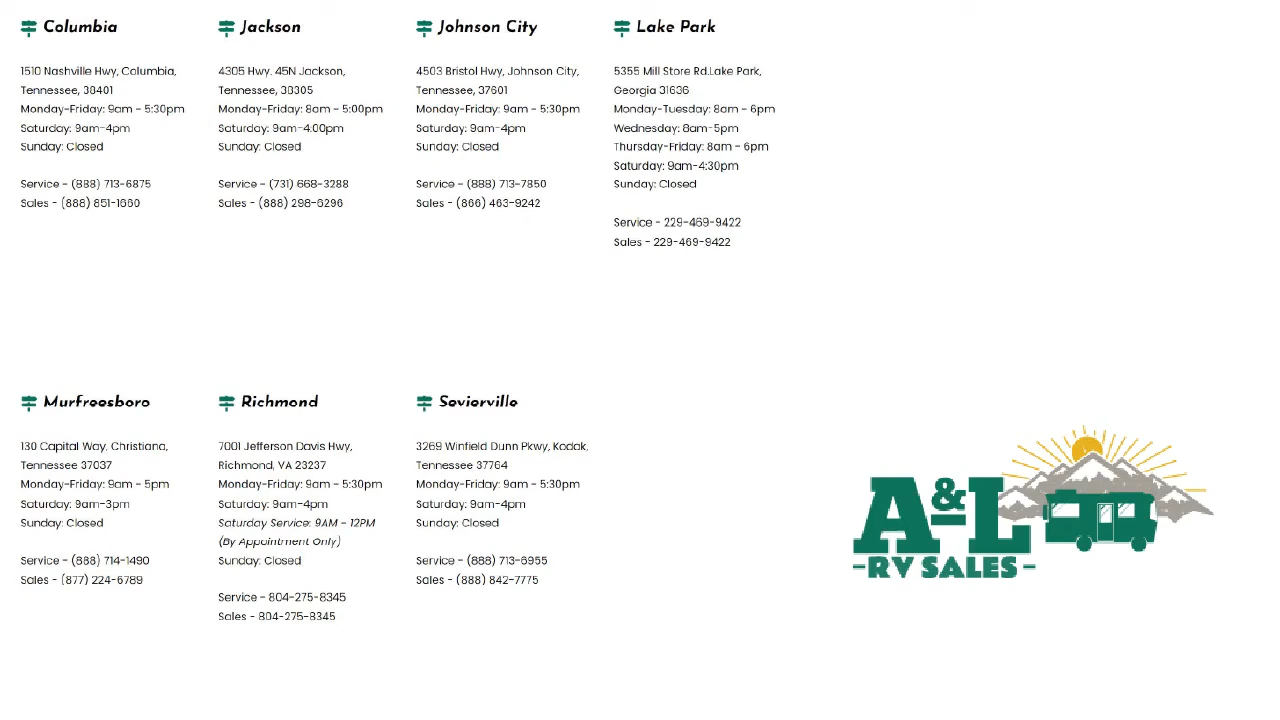 Columbia
1510 Nashville Hwy, Columbia,
Tennessee, 38401
Monday-Friday: 9am - 5:30pm
Saturday: 9am-4pm
Sunday: Closed
Service - (888) 713-6875
Sales - (888) 851-1660
Jackson
4305 Hwy. 45N Jackson,
Tennessee, 38305
Monday-Friday: 8am - 5:00pm
Saturday: 9am-4:00pm
Sunday: Closed
Service - (731) 668-3288
Sales - (888) 298-6296
Johnson City
4503 Bristol Hwy, Johnson City,
Tennessee, 37601
Monday-Friday: 9am - 5:30pm
Saturday: 9am-4pm
Sunday: Closed
Service - (888) 713-7850
Sales - (866) 463-9242
Lake Park
5355 Mill Store Rd.Lake Park,
Georgia 31636
Monday-Tuesday: 8am - 6pm
Wednesday: 8am-5pm
Thursday-Friday: 8am - 6pm
Saturday: 9am-4:30pm
Sunday: Closed
Service - 229-469-9422
Sales - 229-469-9422
Murfreesboro
130 Capital Way, Christiana,
Tennessee 37037
Monday-Friday: 9am - 5pm
Saturday: 9am-3pm
Sunday: Closed
Service - (888) 714-1490
Sales - (877) 224-6789
Richmond
7001 Jefferson Davis Hwy,
Richmond, VA 23237
Monday-Friday: 9am - 5:30pm
Saturday: 9am-4pm
Saturday Service: 9AM - 12PM
(By Appointment Only)
Sunday: Closed
Service - 804-275-8345
Sales - 804-275-8345
Sevierville
3269 Winfield Dunn Pkwy, Kodak,
Tennessee 37764
Monday-Friday: 9am - 5:30pm
Saturday: 9am-4pm
Sunday: Closed
Service - (888) 713-6955
Sales - (888) 842-7775
A&L
-RV SALES-